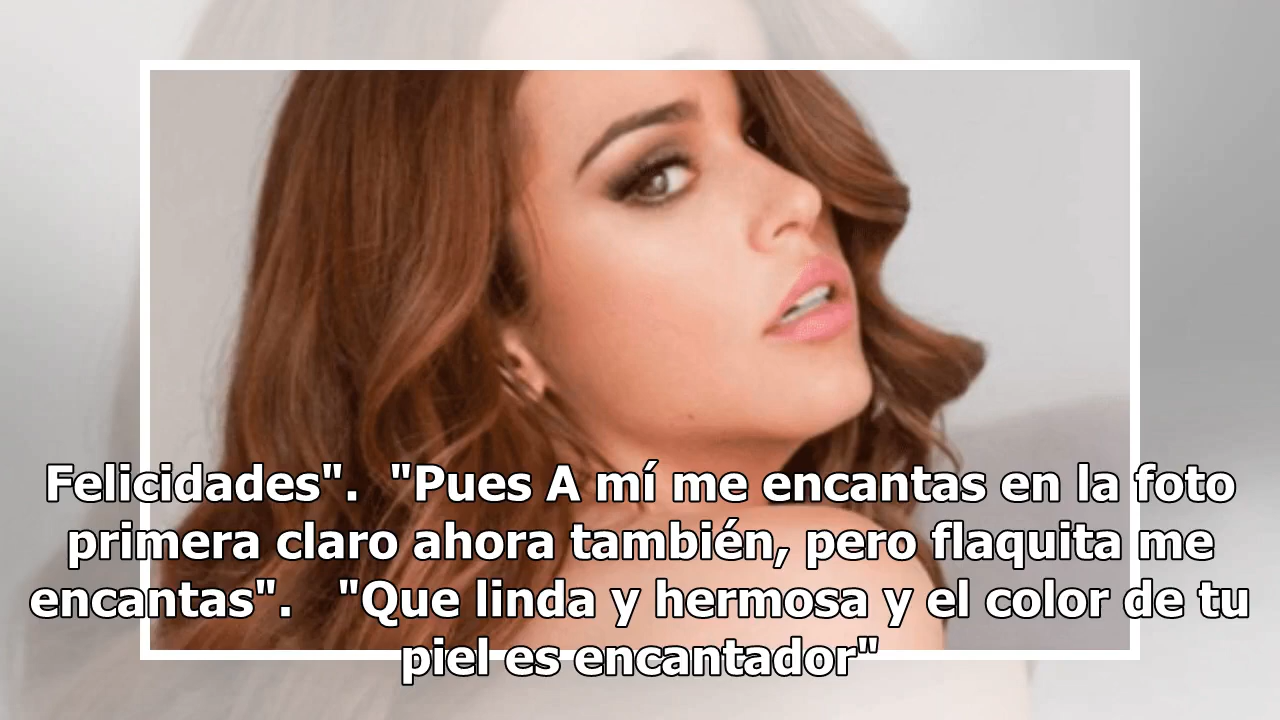 Felicidades".  "Pues A mí me encantas en la foto
primera claro ahora también, pero flaquita me
encantas".   "Que linda y hermosa y el color de tu
piel es encantador"